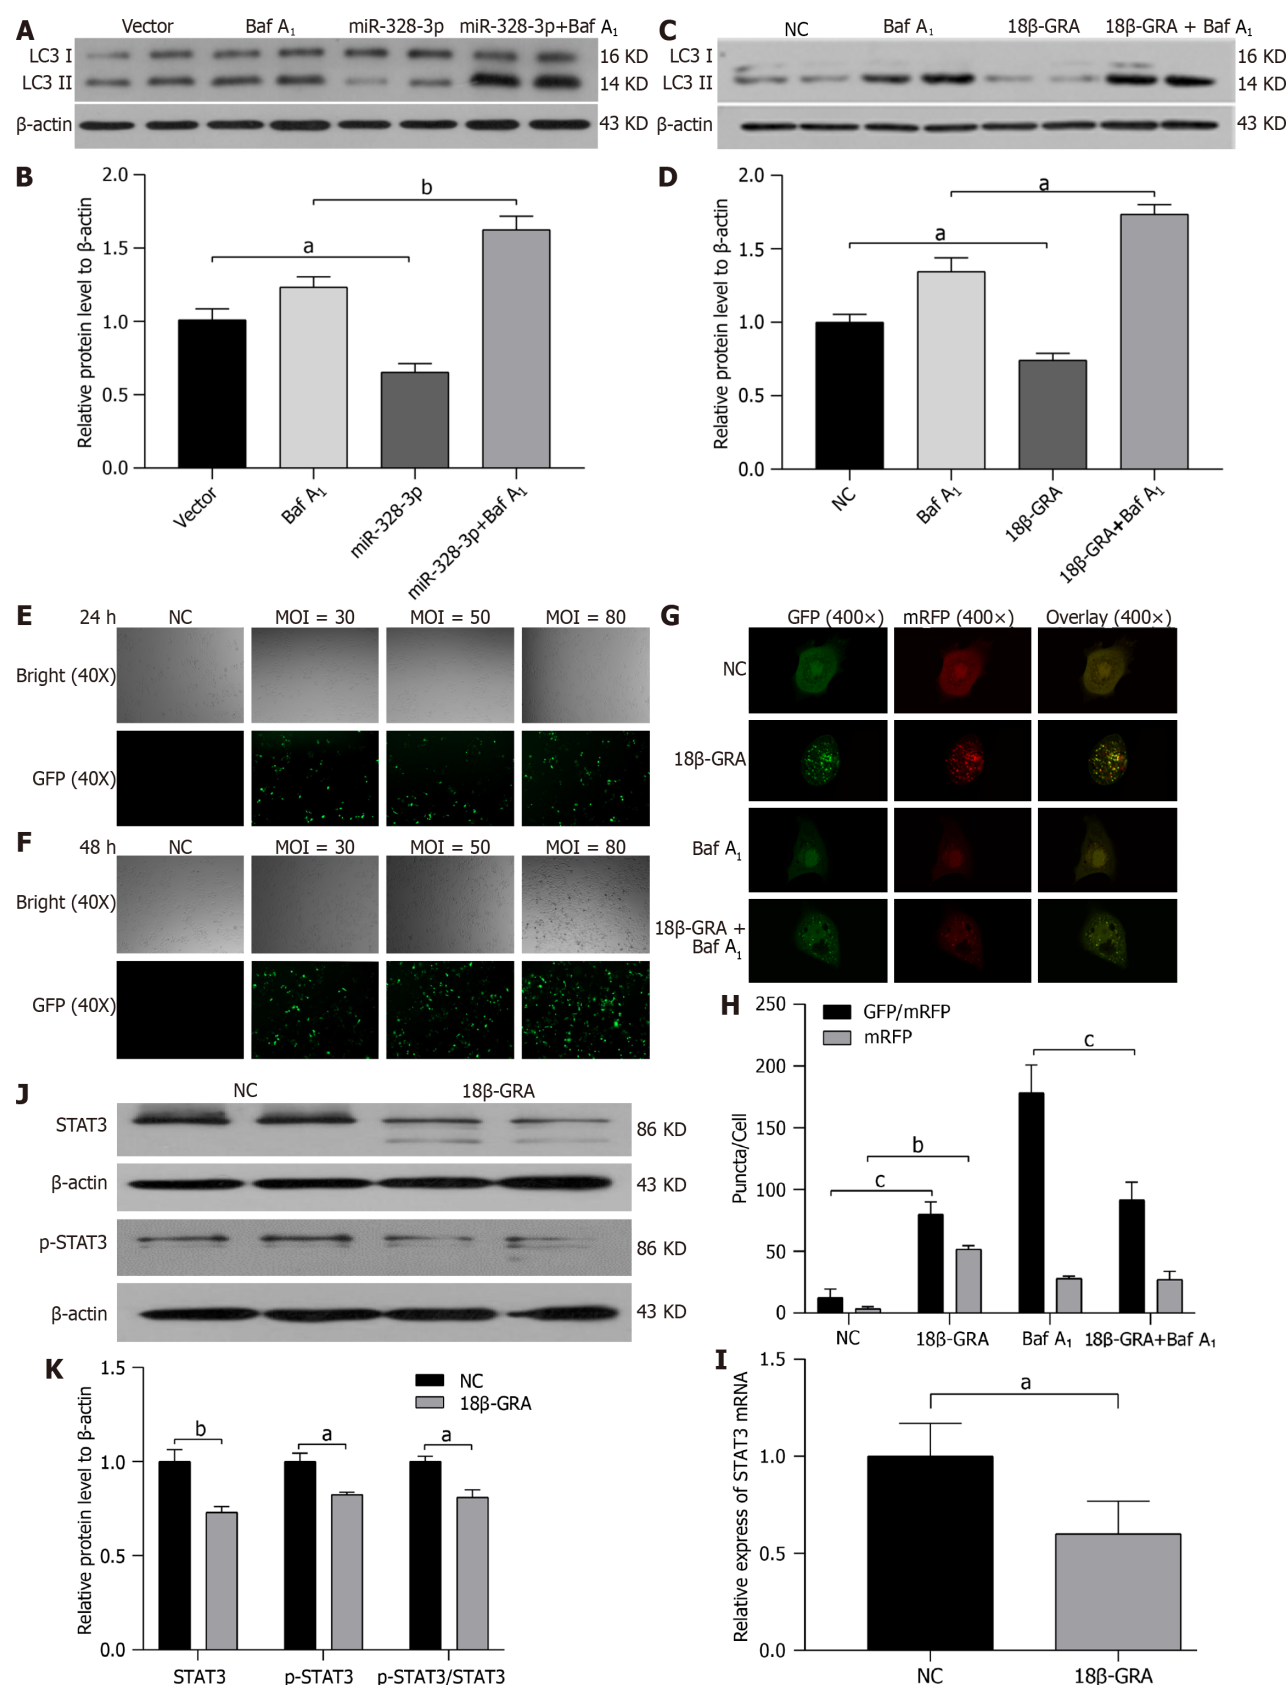 A
Vector
Baf A1
miR-328-3p
miR-328-3p+Baf A1
LC3 I
16 KD
LC3 II
14 KD
β-actin
43 KD
C
NC
Baf A1
18β-GRA
18β-GRA + Baf A1
LC3 I
16 KD
LC3 II
14 KD
β-actin
43 KD
B
Relative protein level to β-actin
2.0
1.5
1.0
0.5
0.0
a
b
Vector
Baf A1
miR-328-3p
miR-328-3p+Baf A1
D
Relative protein level to β-actin
2.0
1.5
1.0
0.5
0.0
a
a
NC
Baf A1
18β-GRA
18β-GRA+Baf A1
E
24 h
NC
MOI = 30
MOI = 50
MOI = 80
Bright (40X)
GFP (40X)
F
48 h
NC
MOI = 30
MOI = 50
MOI = 80
Bright (40X)
GFP (40X)
G
GFP (400×)
mRFP (400×)
Overlay (400×)
NC
18β-GRA
Baf A1
18β-GRA +
Baf A1
H
GFP/mRFP
mRFP
Puncta/Cell
250
200
150
100
50
0
c
b
c
NC
18β-GRA
Baf A1
18β-GRA+Baf A1
J
NC
18β-GRA
STAT3
86 KD
β-actin
43 KD
p-STAT3
86 KD
β-actin
43 KD
K
NC
18β-GRA
Relative protein level to β-actin
1.5
1.0
0.5
0.0
b
a
a
STAT3
p-STAT3
p-STAT3/STAT3
I
Relative express of STAT3 mRNA
1.5
1.0
0.5
0.0
a
NC
18β-GRA